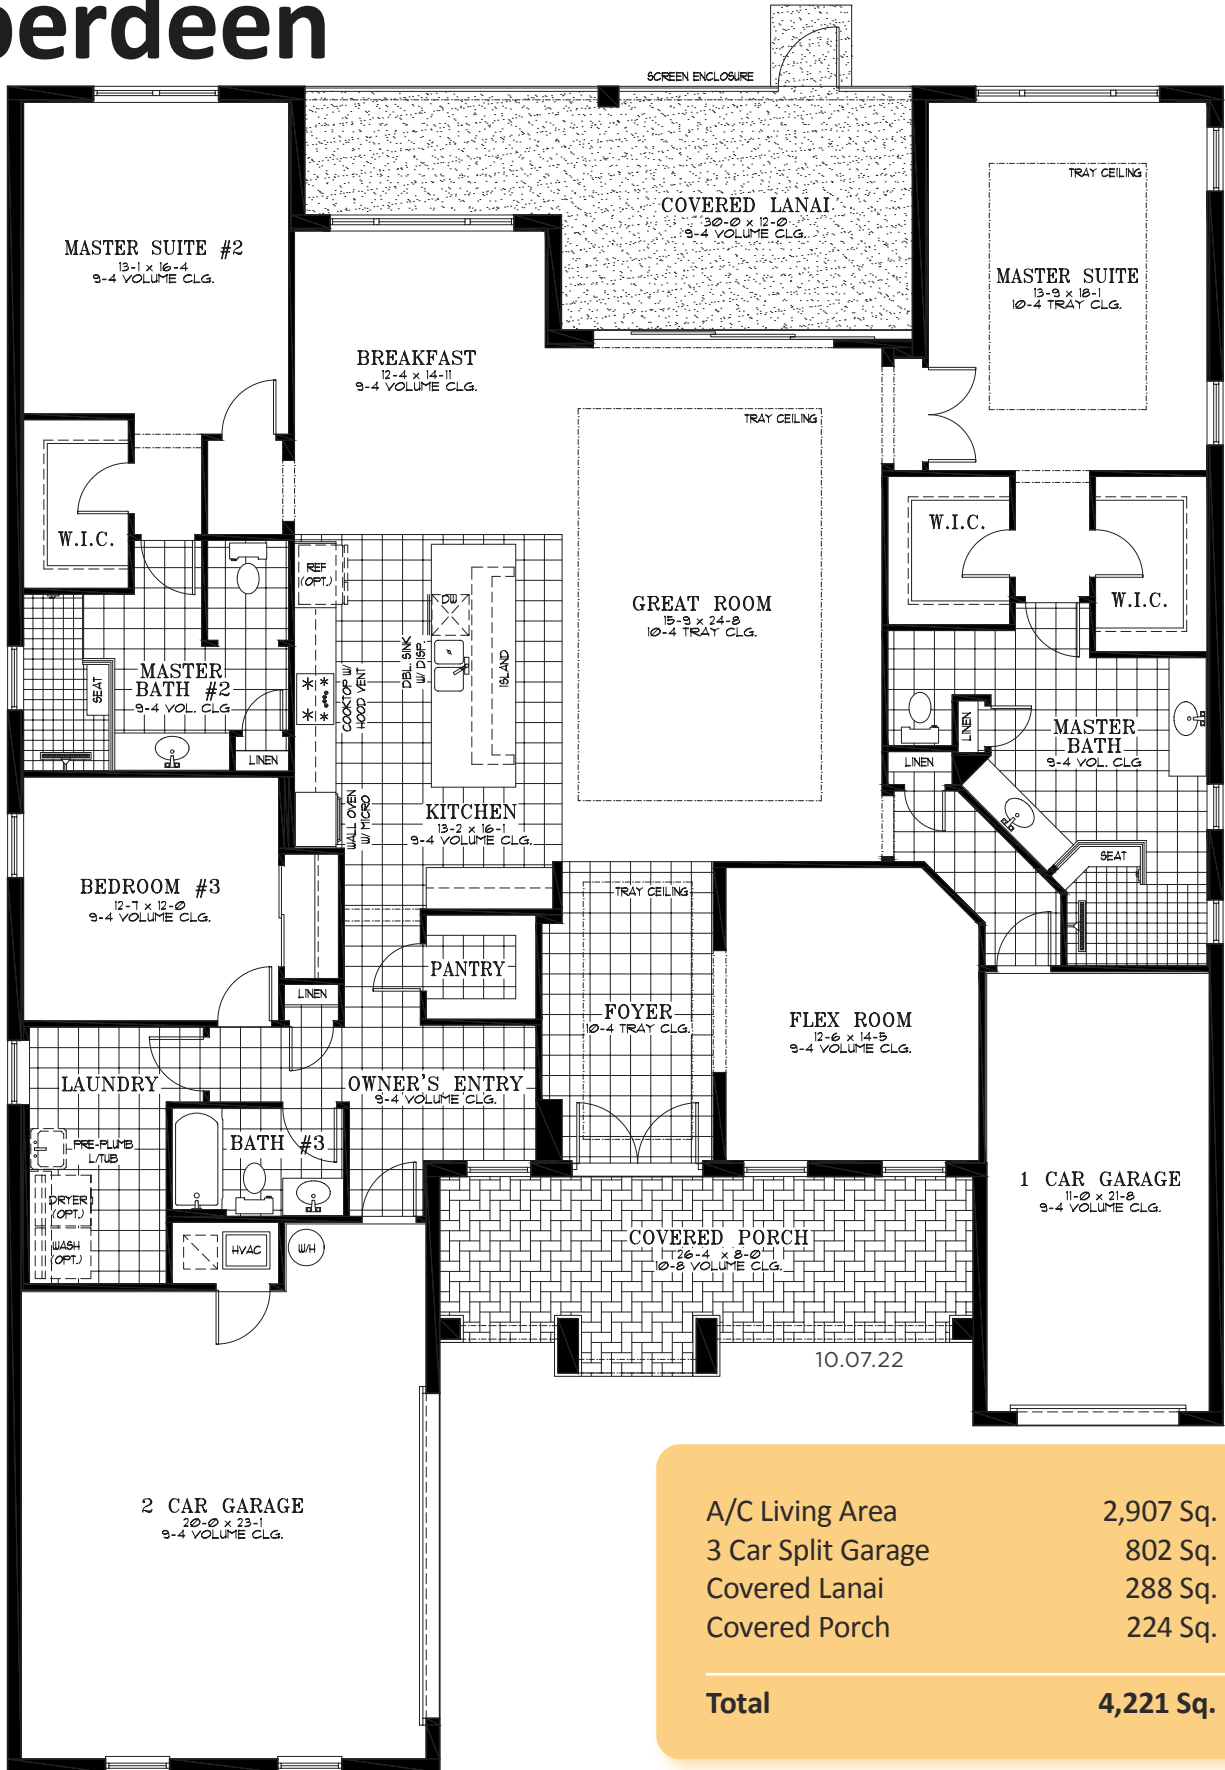 berdeen
SCREEN ENCLOSURE
COVERED LANAI
30-0 x 12-0
9-4 VOLUME CLG.
TRAY CEILING
MASTER SUITE
13-9 x 18-1
10-4 TRAY CLG.
MASTER SUITE #2
13-1 x 16-4
9-4 VOLUME CLG.
BREAKFAST
12-4 x 14-11
9-4 VOLUME CLG.
TRAY CEILING
GREAT ROOM
15-9 x 24-8
10-4 TRAY CLG.
W.I.C.
W.I.C.
W.I.C.
REF
(OPT.)
DW
DBL. SINK
W/ DISP.
ISLAND
COOKTOP W/
HOOD VENT
WALL OVEN
W/ MICRO
KITCHEN
13-2 x 16-1
9-4 VOLUME CLG.
MASTER
BATH #2
9-4 VOL. CLG
SEAT
LINEN
LINEN
LINEN
MASTER
BATH
9-4 VOL. CLG
SEAT
BEDROOM #3
12-7 x 12-0
9-4 VOLUME CLG.
LINEN
PANTRY
TRAY CEILING
FOYER
10-4 TRAY CLG.
FLEX ROOM
12-6 x 14-5
9-4 VOLUME CLG.
LAUNDRY
OWNER'S ENTRY
9-4 VOLUME CLG.
PRE-PLUMB
L/TUB
BATH #3
DRYER
(OPT.)
WASH
(OPT.)
HVAC
W/H
COVERED PORCH
26-4 x 8-0
10-8 VOLUME CLG.
1 CAR GARAGE
11-0 x 21-8
9-4 VOLUME CLG.
10.07.22
2 CAR GARAGE
20-0 x 23-1
9-4 VOLUME CLG.
A/C Living Area 2,907 Sq.
3 Car Split Garage 802 Sq.
Covered Lanai 288 Sq.
Covered Porch 224 Sq.
Total 4,221 Sq.